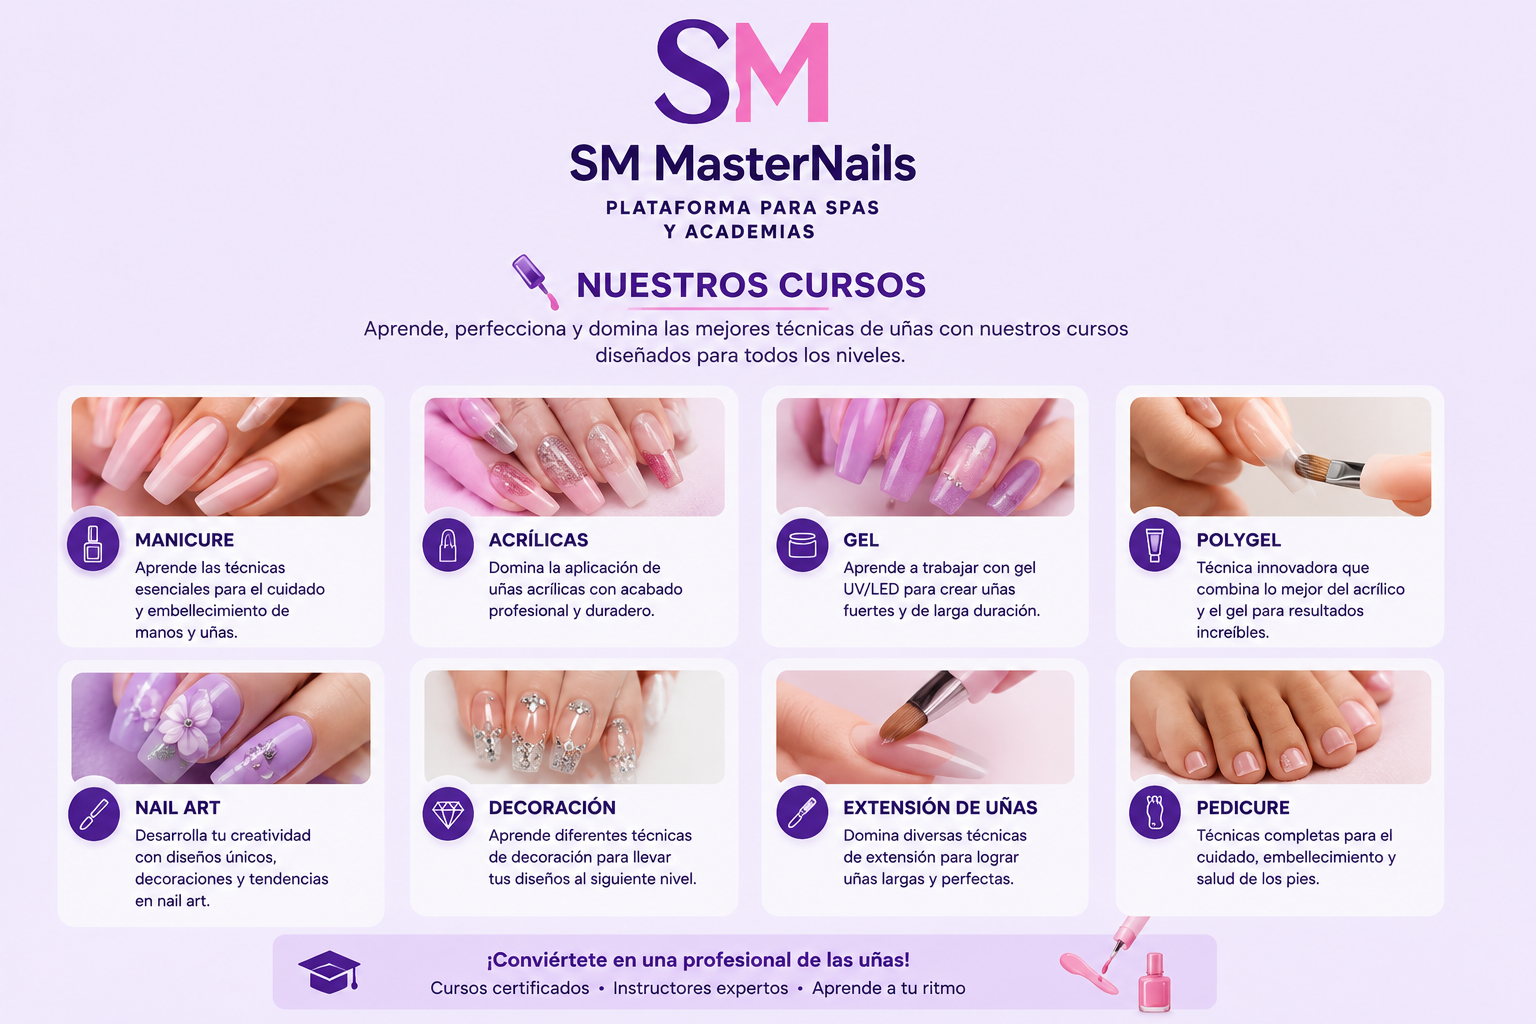 SM
SM MasterNails
PLATAFORMA PARA SPAS
Y ACADEMIAS
NUESTROS CURSOS
Aprende, perfecciona y domina las mejores técnicas de uñas con nuestros cursos
diseñados para todos los niveles.
MANICURE
Aprende las técnicas
esenciales para el cuidado
y embellecimiento de
manos y uñas.
ACRÍLICAS
Domina la aplicación de
uñas acrílicas con acabado
profesional y duradero.
GEL
Aprende a trabajar con gel
UV/LED para crear uñas
fuertes y de larga duración.
POLYGEL
Técnica innovadora que
combina lo mejor del acrílico
y el gel para resultados
increíbles.
NAIL ART
Desarrolla tu creatividad
con diseños únicos,
decoraciones y tendencias
en nail art.
DECORACIÓN
Aprende diferentes técnicas
de decoración para llevar
tus diseños al siguiente nivel.
EXTENSIÓN DE UÑAS
Domina diversas técnicas
de extensión para lograr
uñas largas y perfectas.
PEDICURE
Técnicas completas para el
cuidado, embellecimiento y
salud de los pies.
¡Conviértete en una profesional de las uñas!
Cursos certificados • Instructores expertos • Aprende a tu ritmo